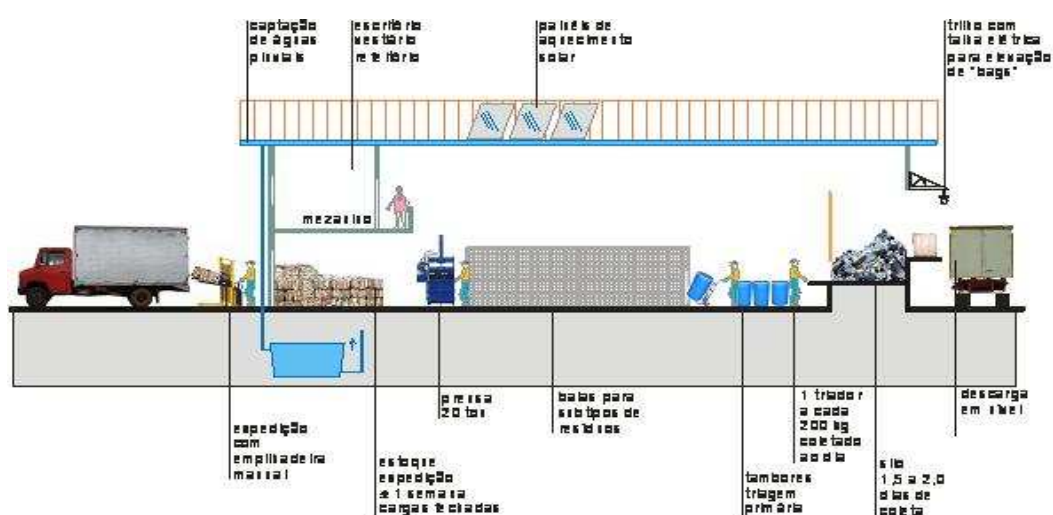 captação
de águas
pluviais
escritório
vestiário
refeitório
painéis de
aquecimento
solar
trilho com
talha elétrica
para elevação
de "bags"
mezanino
expedição
com
empilhadeira
manual
estoque
expedição
± 1 semana
cargas fechadas
prensa
20 ton
baias para
subtipos de
resíduos
tambores
triagem
primária
1 triador
a cada
200 kg
coletado
ao dia
silo
1,5 a 2,0
dias de
coleta
descarga
em nível